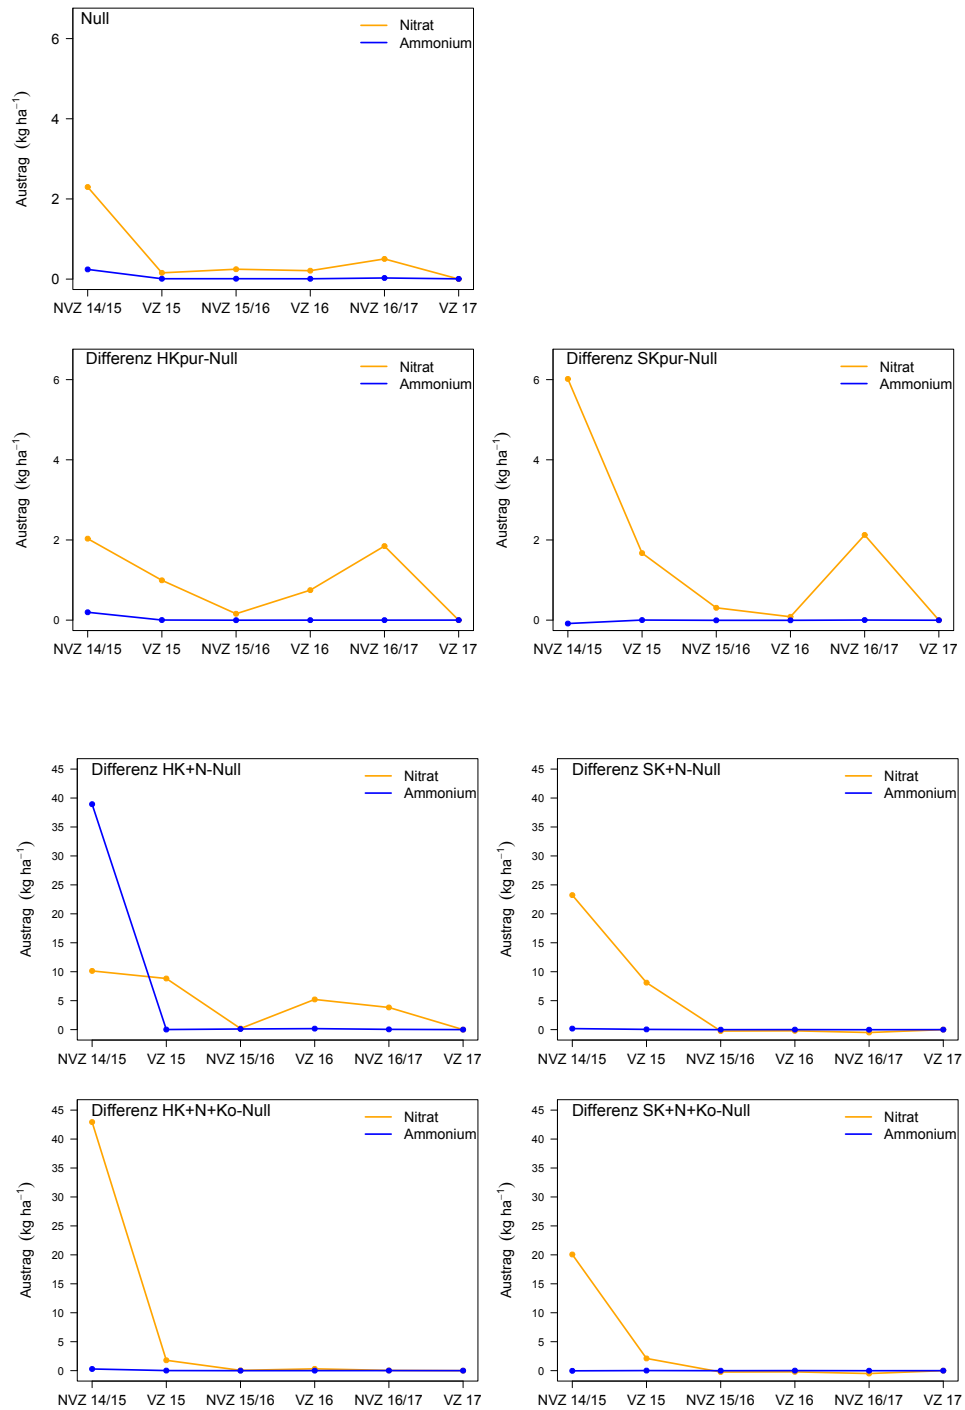 Null
Nitrat
Ammonium
Austrag (kg ha⁻¹)
6
4
2
0
NVZ 14/15 VZ 15 NVZ 15/16 VZ 16 NVZ 16/17 VZ 17
Differenz HKpur-Null
Nitrat
Ammonium
Austrag (kg ha⁻¹)
6
4
2
0
NVZ 14/15 VZ 15 NVZ 15/16 VZ 16 NVZ 16/17 VZ 17
Differenz SKpur-Null
Nitrat
Ammonium
Austrag (kg ha⁻¹)
6
4
2
0
NVZ 14/15 VZ 15 NVZ 15/16 VZ 16 NVZ 16/17 VZ 17
Differenz HK+N-Null
Nitrat
Ammonium
Austrag (kg ha⁻¹)
45
40
35
30
25
20
15
10
5
0
NVZ 14/15 VZ 15 NVZ 15/16 VZ 16 NVZ 16/17 VZ 17
Differenz SK+N-Null
Nitrat
Ammonium
Austrag (kg ha⁻¹)
45
40
35
30
25
20
15
10
5
0
NVZ 14/15 VZ 15 NVZ 15/16 VZ 16 NVZ 16/17 VZ 17
Differenz HK+N+Ko-Null
Nitrat
Ammonium
Austrag (kg ha⁻¹)
45
40
35
30
25
20
15
10
5
0
NVZ 14/15 VZ 15 NVZ 15/16 VZ 16 NVZ 16/17 VZ 17
Differenz SK+N+Ko-Null
Nitrat
Ammonium
Austrag (kg ha⁻¹)
45
40
35
30
25
20
15
10
5
0
NVZ 14/15 VZ 15 NVZ 15/16 VZ 16 NVZ 16/17 VZ 17